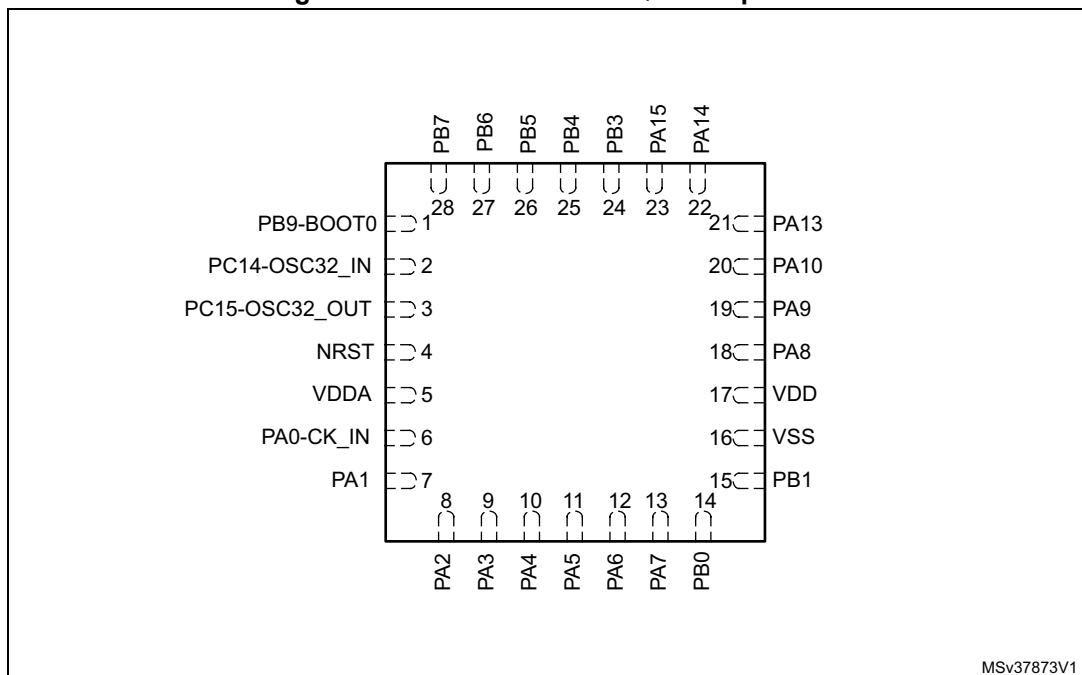 PB7
PB6
PB5
PB4
PB3
PA15
PA14
28 27 26 25 24 23 22
PB9-BOOT0 1
21 PA13
PC14-OSC32_IN 2
20 PA10
PC15-OSC32_OUT 3
19 PA9
NRST 4
18 PA8
VDDA 5
17 VDD
PA0-CK_IN 6
16 VSS
PA1 7
15 PB1
8 9 10 11 12 13 14
PA2
PA3
PA4
PA5
PA6
PA7
PB0
MSv37873V1